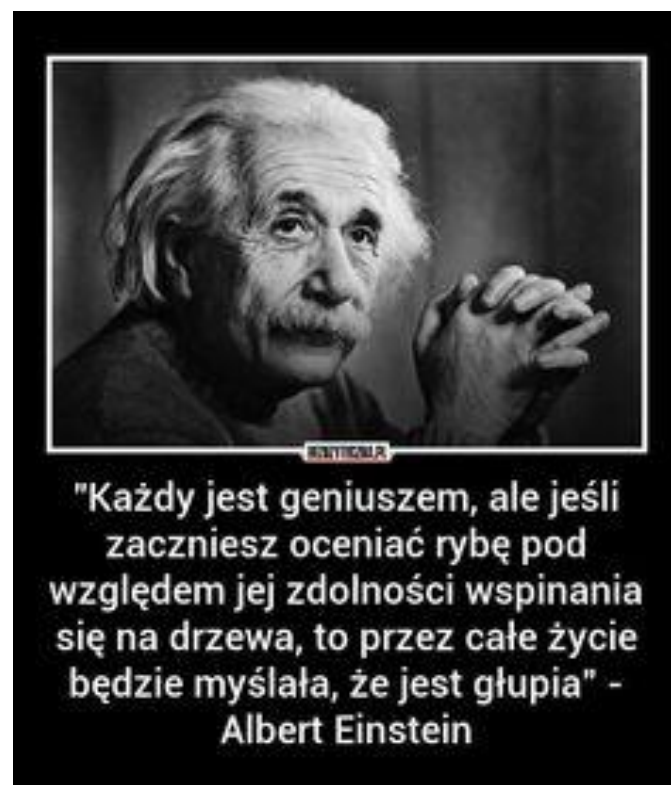 "Każdy jest geniuszem, ale jeśli
zaczniesz oceniać rybę pod
względem jej zdolności wspinania
się na drzewa, to przez całe życie
będzie myślała, że jest głupia" -
Albert Einstein